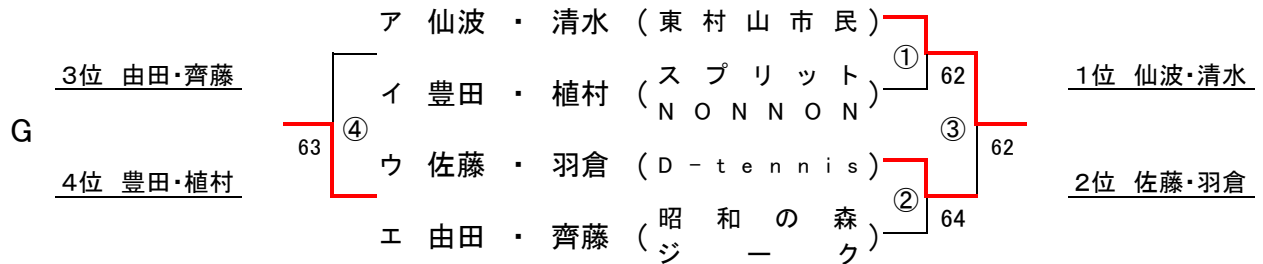 G
3位 由田・齊藤
4位 豊田・植村
63
④
ア 仙波 ・ 清水 (東村山市民)
イ 豊田 ・ 植村 (スプリット
NONNON)
ウ 佐藤 ・ 羽倉 (D-tennis)
エ 由田 ・ 齊藤 (昭和の森
ジーク)
①
62
②
64
③
62
1位 仙波・清水
2位 佐藤・羽倉